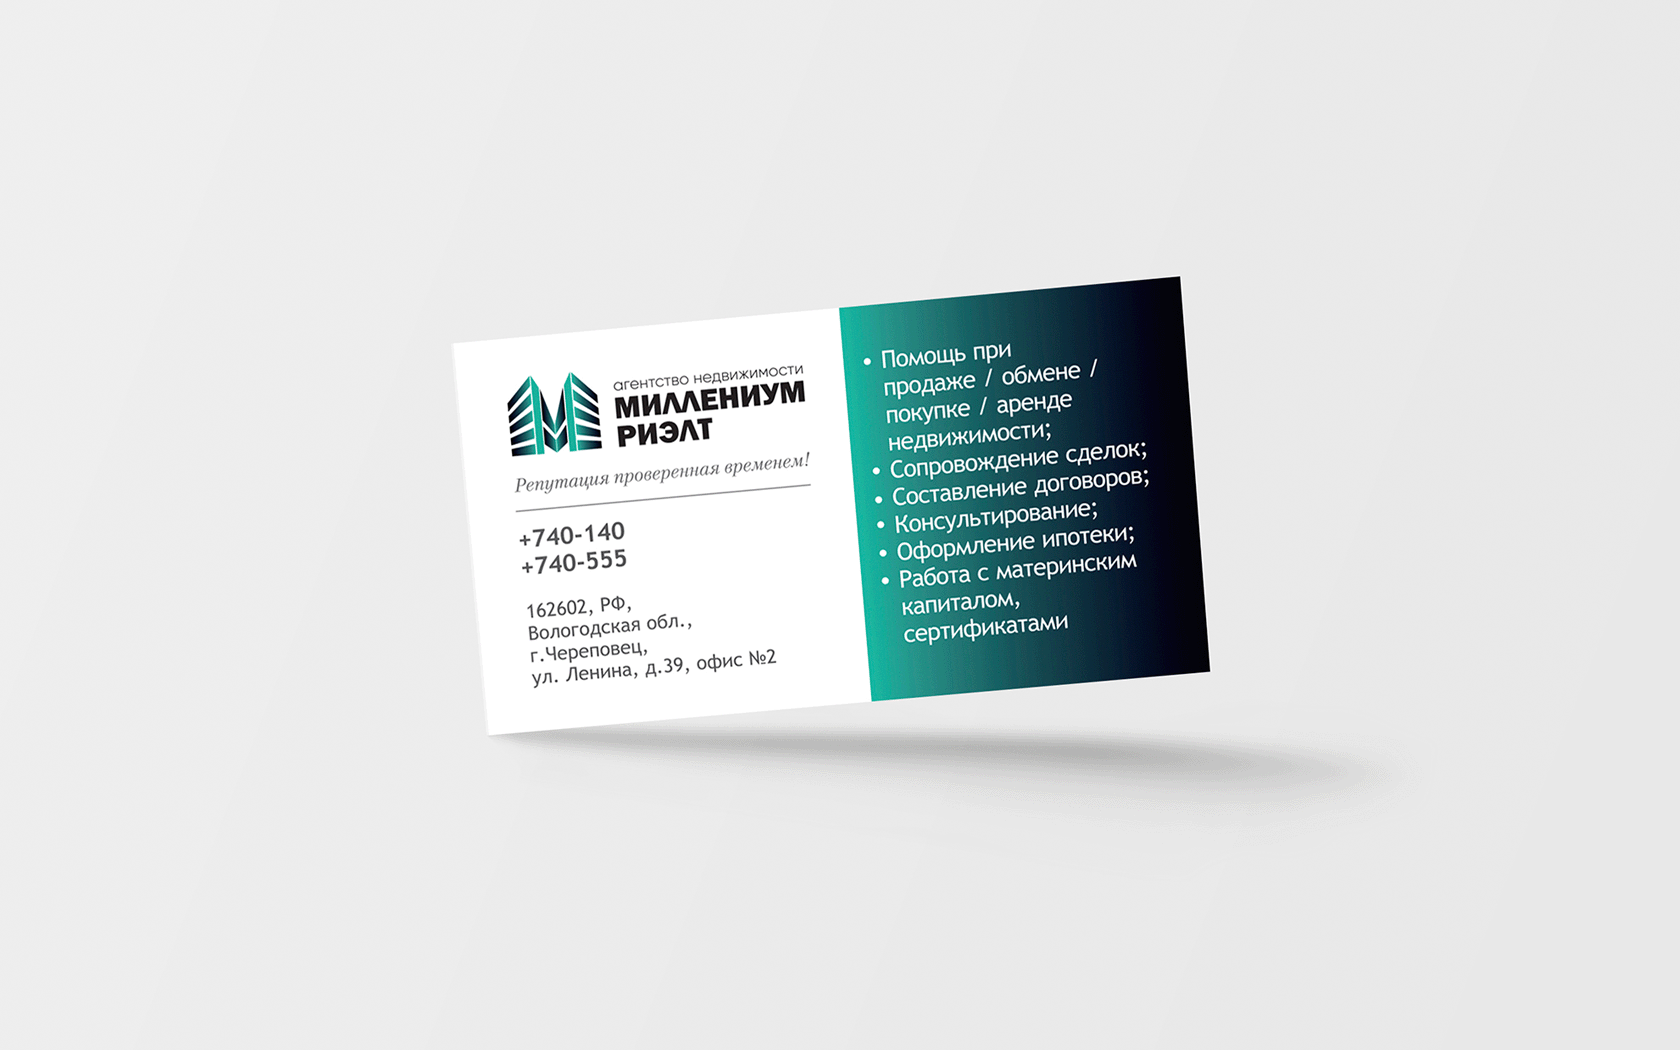 агентство недвижимости
МИЛЛЕНИУМ
РИЭЛТ
Репутация проверенная временем!
+740-140
+740-555
162602, РФ,
Вологодская обл.,
г.Череповец,
ул. Ленина, д.39, офис №2
• Помощь при
продаже / обмене /
покупке / аренде
недвижимости;
• Сопровождение сделок;
• Составление договоров;
• Консультирование;
• Оформление ипотеки;
• Работа с материнским
капиталом,
сертификатами